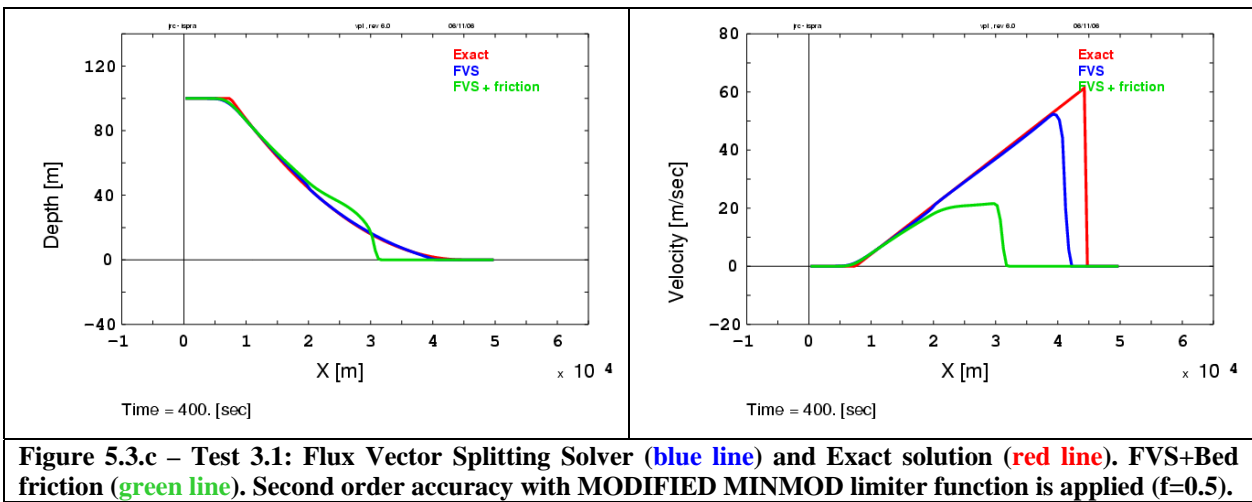 jrc - ispra
vpl , rev 6.0
06/11/06
Exact
FVS
FVS + friction
120
80
40
0
-40
Depth [m]
-1
0
1
2
3
4
5
6
X [m]
x 10 4
Time = 400. [sec]
jrc - ispra
vpl , rev 6.0
06/11/06
Exact
FVS
FVS + friction
80
60
40
20
0
-20
Velocity [m/sec]
-1
0
1
2
3
4
5
6
X [m]
x 10 4
Time = 400. [sec]
Figure 5.3.c – Test 3.1: Flux Vector Splitting Solver (blue line) and Exact solution (red line). FVS+Bed
friction (green line). Second order accuracy with MODIFIED MINMOD limiter function is applied (f=0.5).